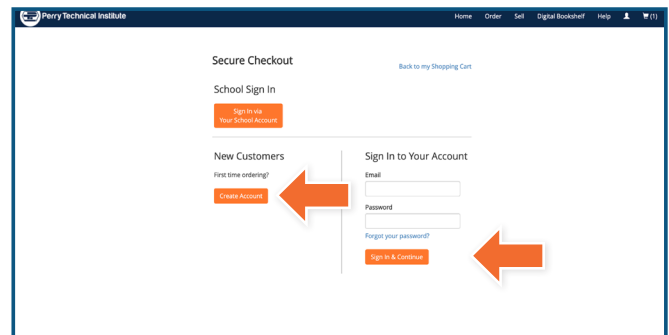 Perry Technical Institute
Home Order Sell Digital Bookshelf Help (1)
Secure Checkout
Back to my Shopping Cart
School Sign In
Sign In via
Your School Account
New Customers
First time ordering?
Create Account
Sign In to Your Account
Email
Password
Forgot your password?
Sign In & Continue